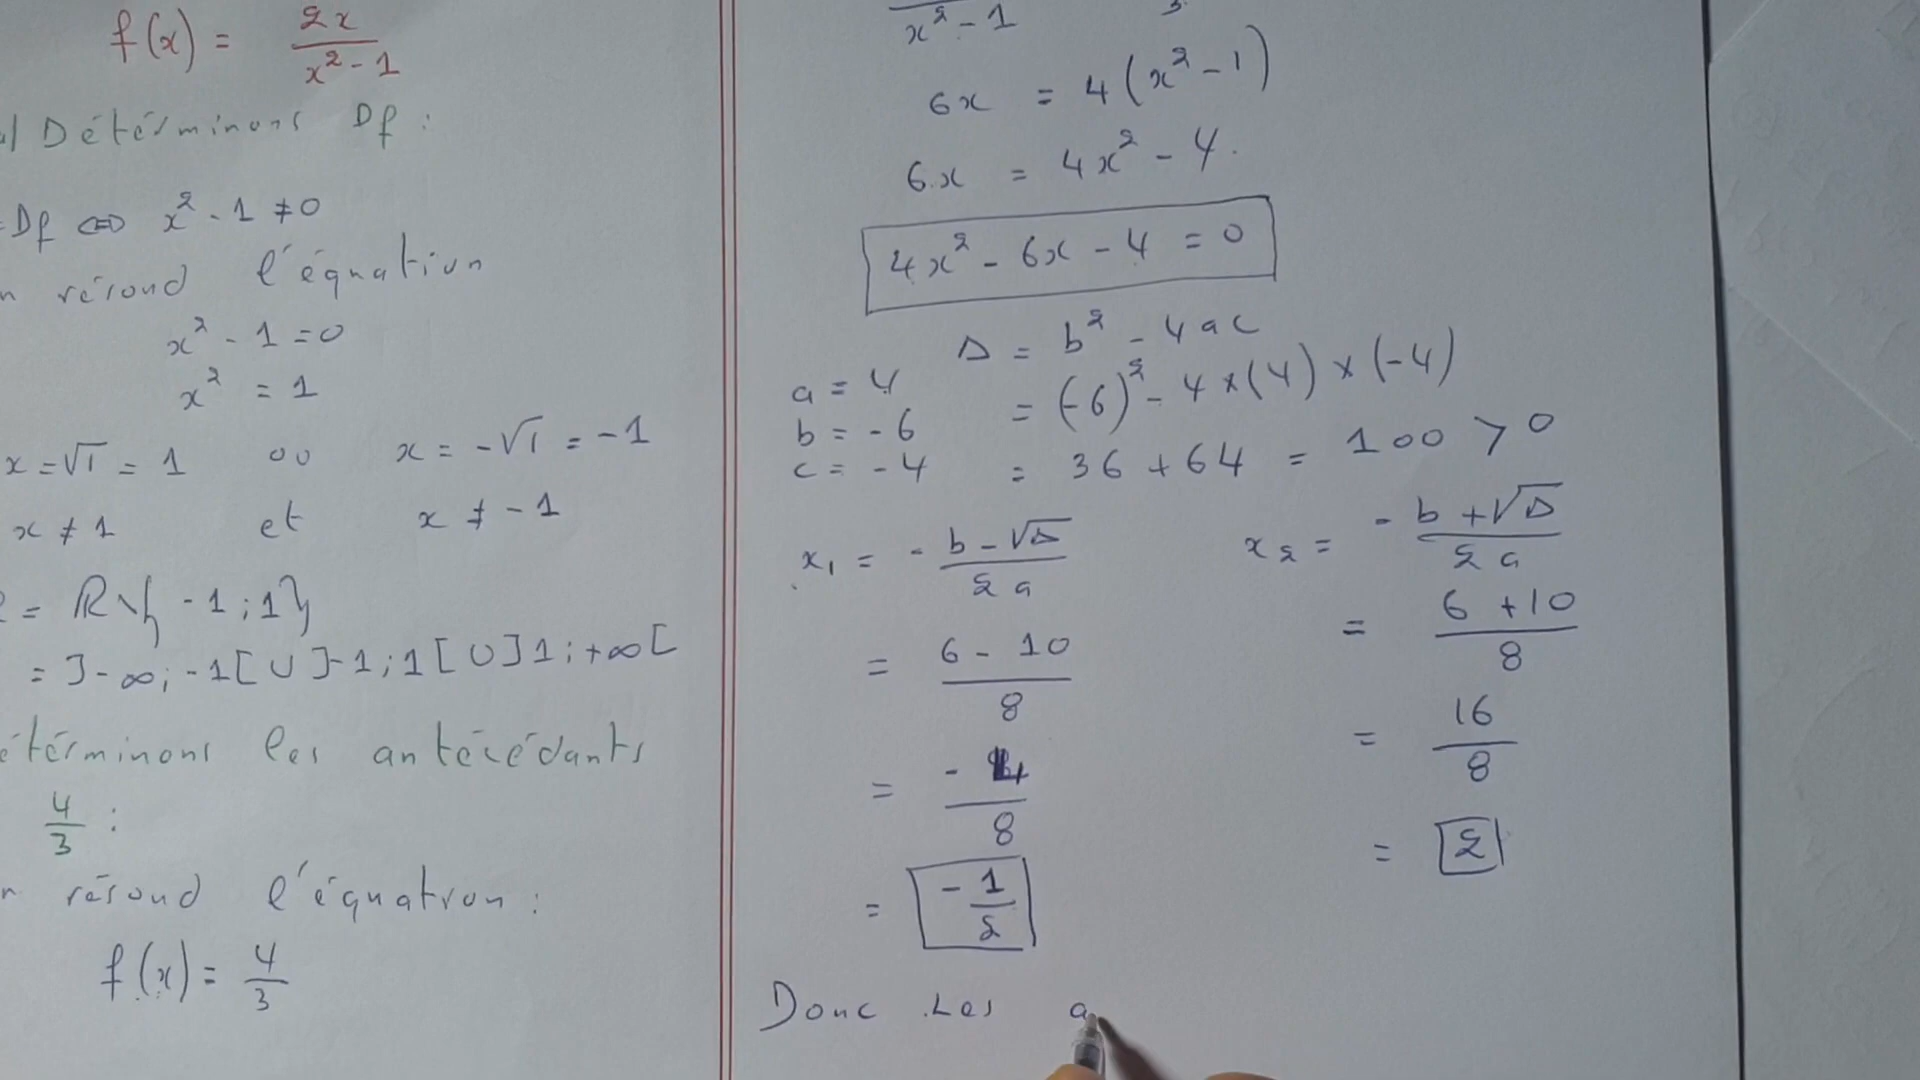 f(x) = 2x / x² - 1
Détérminons Df :
Df ⇔ x² - 1 ≠ 0
résoud l'équation
x² - 1 = 0
x² = 1
x = √1 = 1 ou x = -√1 = -1
x ≠ 1 et x ≠ -1
= ℝ \ { -1 ; 1 }
= ]-∞ ; -1[ ∪ ]-1 ; 1[ ∪ ]1 ; +∞[
étérminons les antécédants
4/3 :
résoud l'équation :
f(x) = 4/3
x² - 1
6x = 4(x² - 1)
6x = 4x² - 4
4x² - 6x - 4 = 0
Δ = b² - 4ac
a = 4
= (-6)² - 4 × (4) × (-4)
b = -6
c = -4
= 36 + 64 = 100 > 0
x₁ = - b - √Δ / 2a
= 6 - 10 / 8
= - 4 / 8
= - 1/2
x₂ = - b + √Δ / 2a
= 6 + 10 / 8
= 16 / 8
= 2
Donc Les a